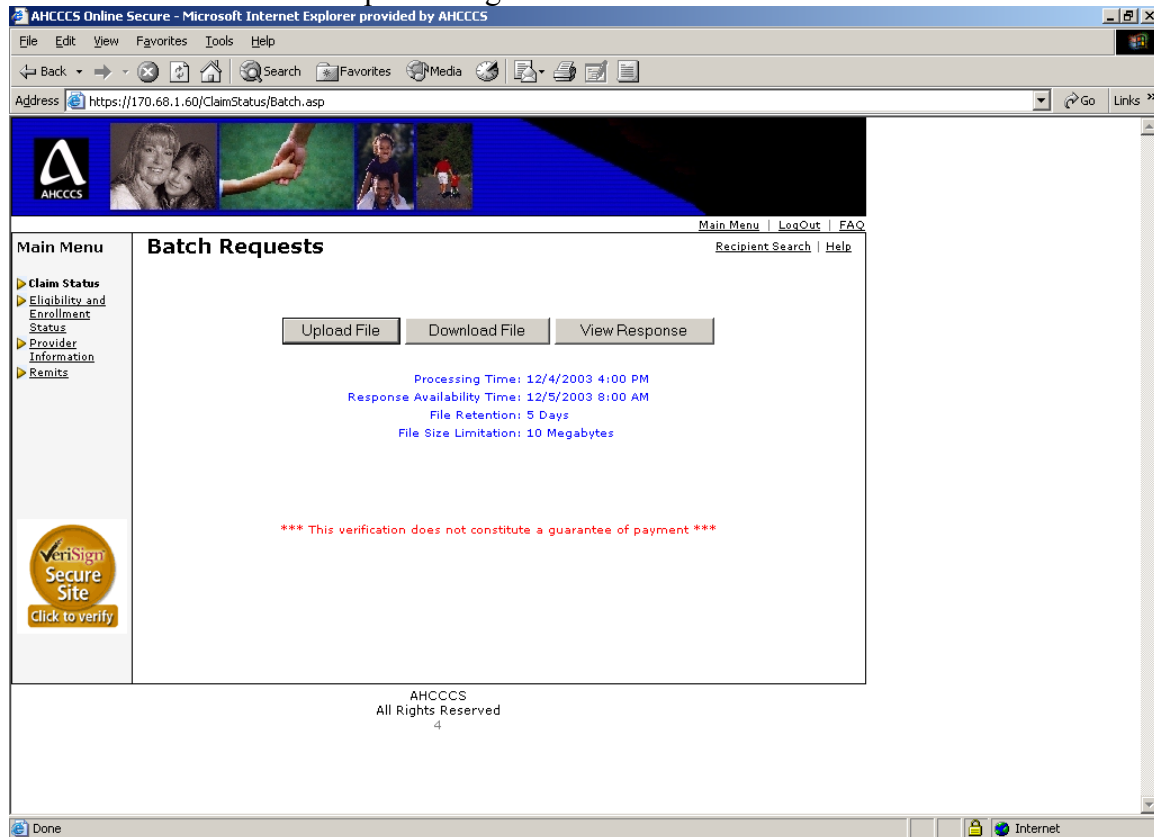 AHCCCS Online Secure - Microsoft Internet Explorer provided by AHCCCS
File Edit View Favorites Tools Help
Back Search Favorites Media
Address https://170.68.1.60/ClaimStatus/Batch.asp Go Links »
AHCCCS
Main Menu | LogOut | FAQ
Main Menu
Batch Requests
Recipient Search | Help
Claim Status
Eligibility and
Enrollment
Status
Provider
Information
Remits
Upload File Download File View Response
Processing Time: 12/4/2003 4:00 PM
Response Availability Time: 12/5/2003 8:00 AM
File Retention: 5 Days
File Size Limitation: 10 Megabytes
*** This verification does not constitute a guarantee of payment ***
VeriSign
Secure
Site
Click to verify
AHCCCS
All Rights Reserved
4
Done Internet